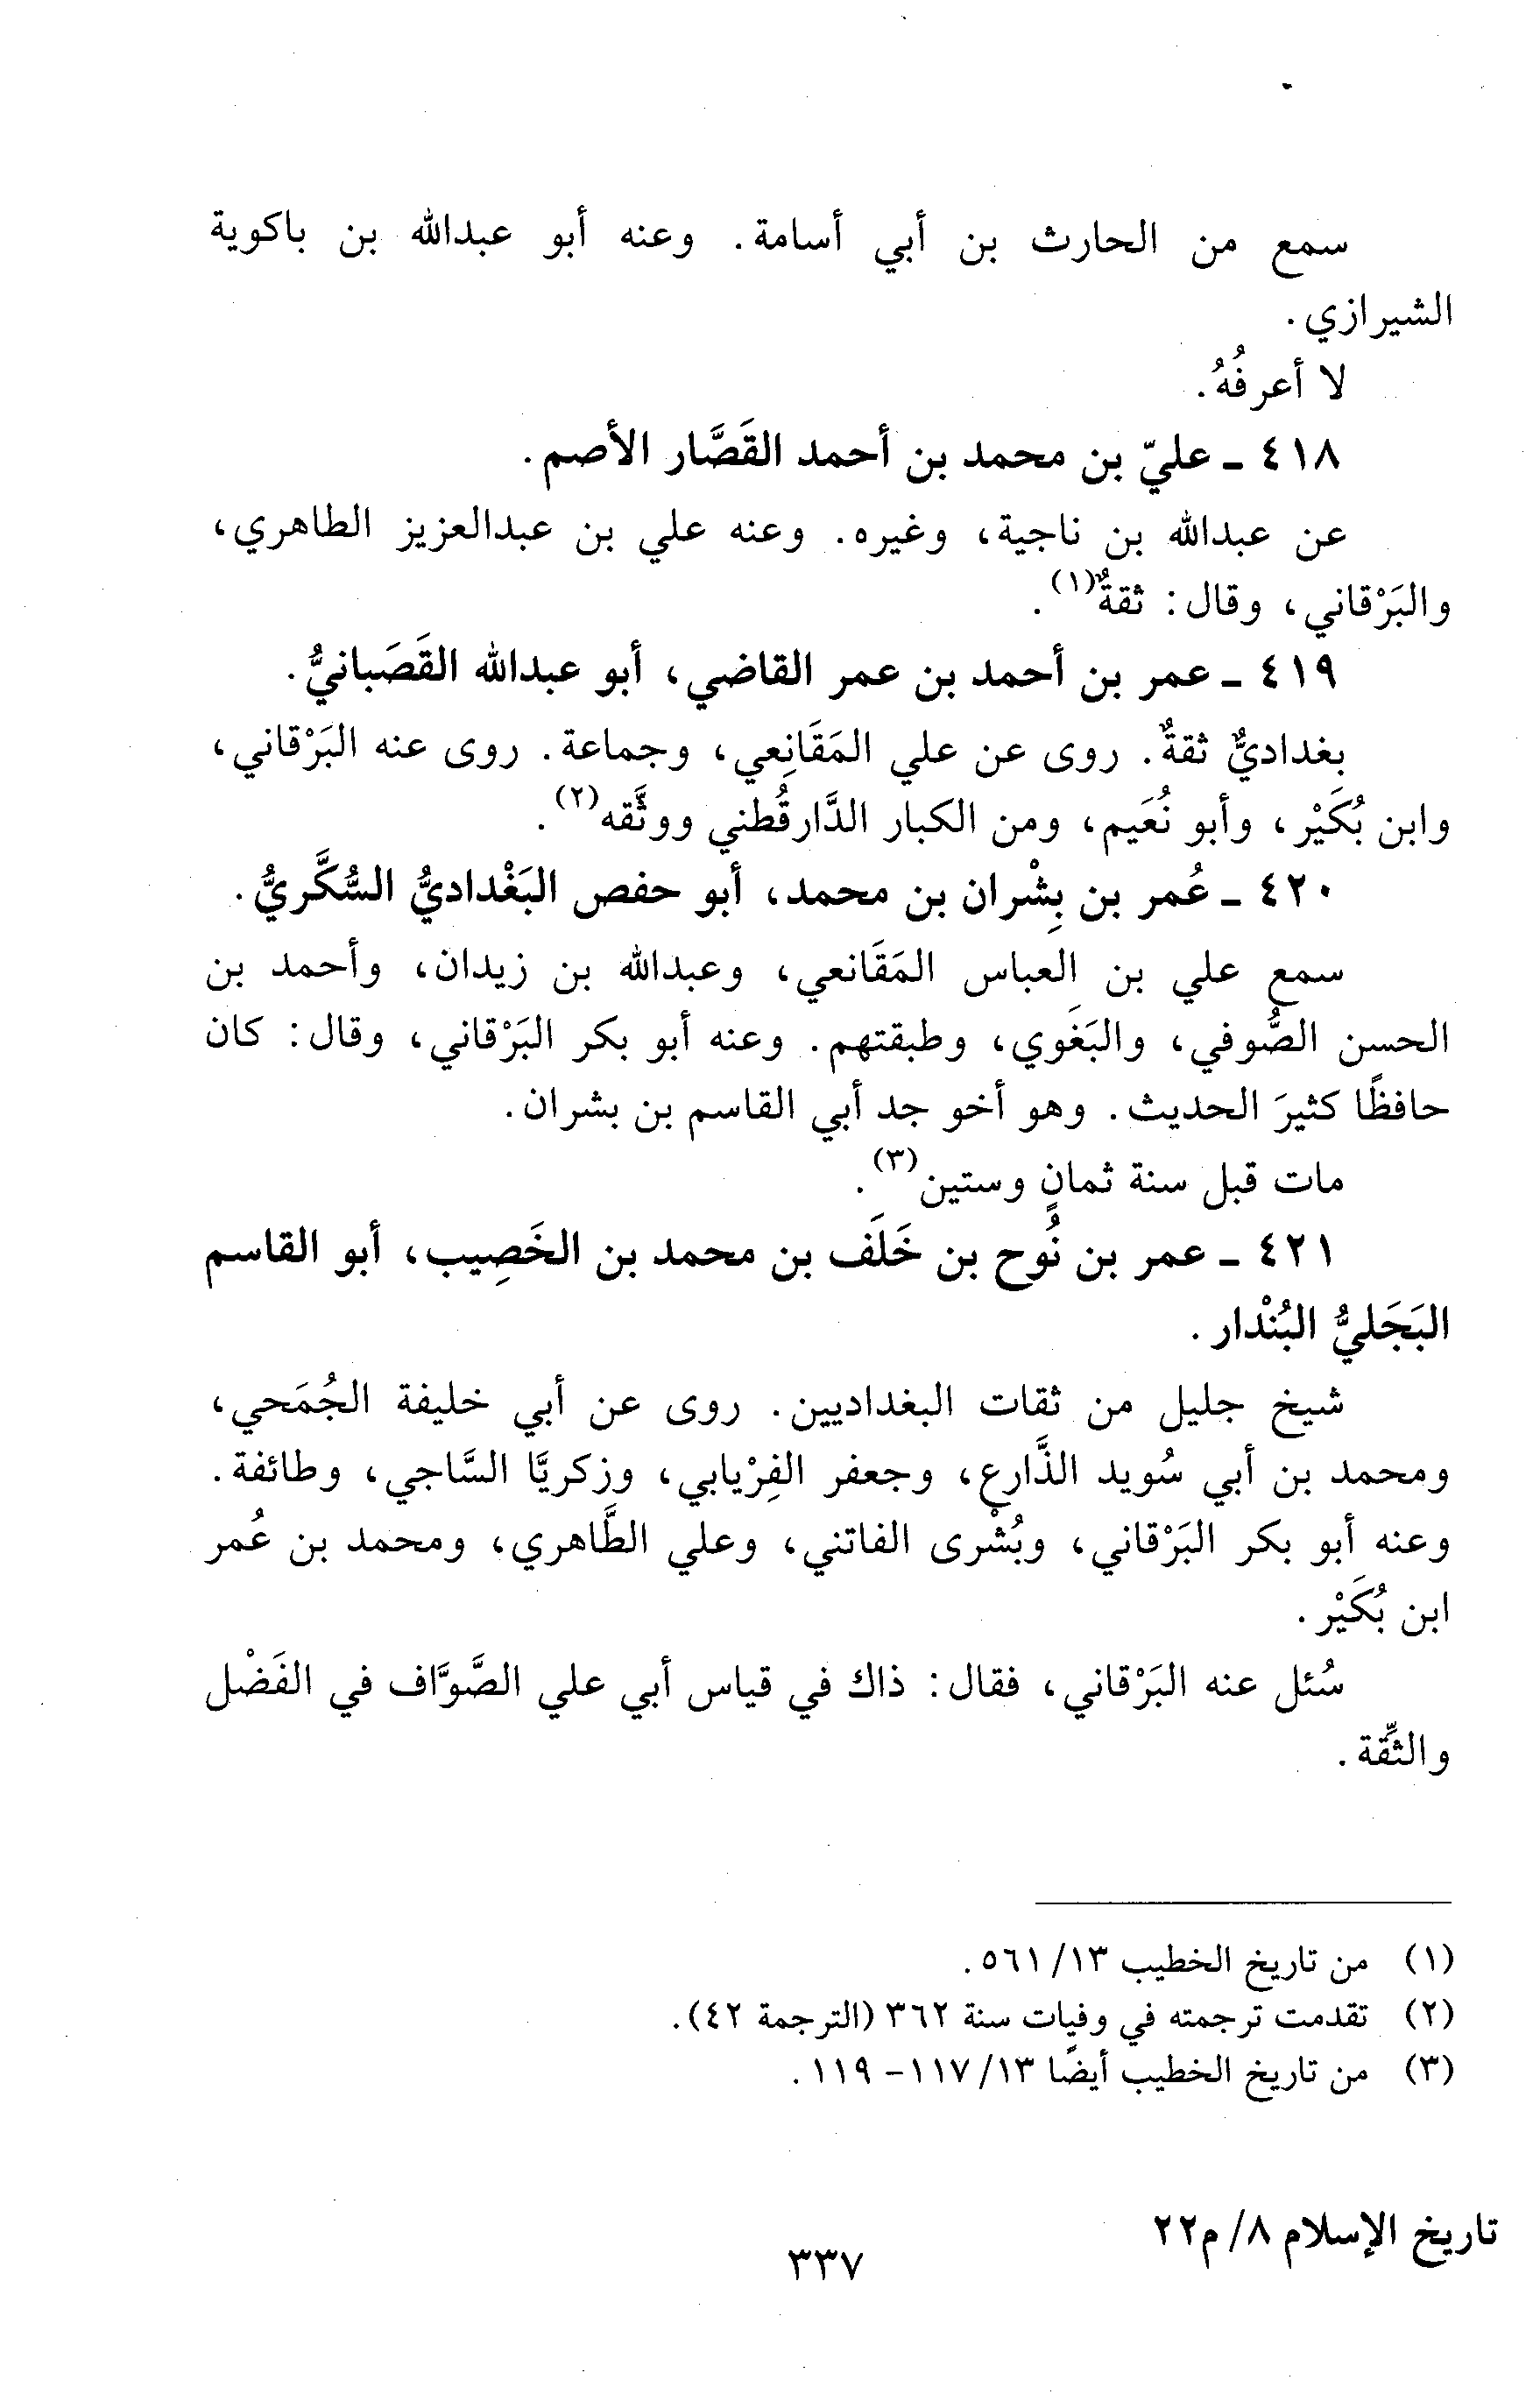 سمع من الحارث بن أبي أسامة. وعنه أبو عبدالله بن باكوية
الشيرازي.
لا أعرفُهُ.
٤١٨ ـ عليّ بن محمد بن أحمد القَصَّار الأصم.
عن عبدالله بن ناجية، وغيره. وعنه علي بن عبدالعزيز الطاهري،
والبَرْقاني، وقال: ثقةٌ(١).
٤١٩ ـ عمر بن أحمد بن عمر القاضي، أبو عبدالله القَصَبانيُّ.
بغداديٌّ ثقةٌ. روى عن علي المَقَانِعي، وجماعة. روى عنه البَرْقاني،
وابن بُكَيْر، وأبو نُعَيم، ومن الكبار الدَّارقُطني ووثَّقه(٢).
٤٢٠ ـ عُمر بن بِشْران بن محمد، أبو حفص البَغْداديُّ السُّكَّريُّ.
سمع علي بن العباس المَقَانعي، وعبدالله بن زيدان، وأحمد بن
الحسن الصُّوفي، والبَغَوي، وطبقتهم. وعنه أبو بكر البَرْقاني، وقال: كان
حافظًا كثيرَ الحديث. وهو أخو جد أبي القاسم بن بشران.
مات قبل سنة ثمانٍ وستين(٣).
٤٢١ ـ عمر بن نُوح بن خَلَف بن محمد بن الخَصِيب، أبو القاسم
البَجَليُّ البُنْدار.
شيخ جليل من ثقات البغداديين. روى عن أبي خليفة الجُمَحي،
ومحمد بن أبي سُويد الذَّارع، وجعفر الفِرْيابي، وزكريَّا السَّاجي، وطائفة.
وعنه أبو بكر البَرْقاني، وبُشْرى الفاتني، وعلي الطَّاهري، ومحمد بن عُمر
ابن بُكَيْر.
سُئل عنه البَرْقاني، فقال: ذاك في قياس أبي علي الصَّوَّاف في الفَضْل
والثِّقة.
(١) من تاريخ الخطيب ١٣/ ٥٦١.
(٢) تقدمت ترجمته في وفيات سنة ٣٦٢ (الترجمة ٤٢).
(٣) من تاريخ الخطيب أيضًا ١٣/ ١١٧- ١١٩.
تاريخ الإسلام ٨/ م٢٢
٣٣٧